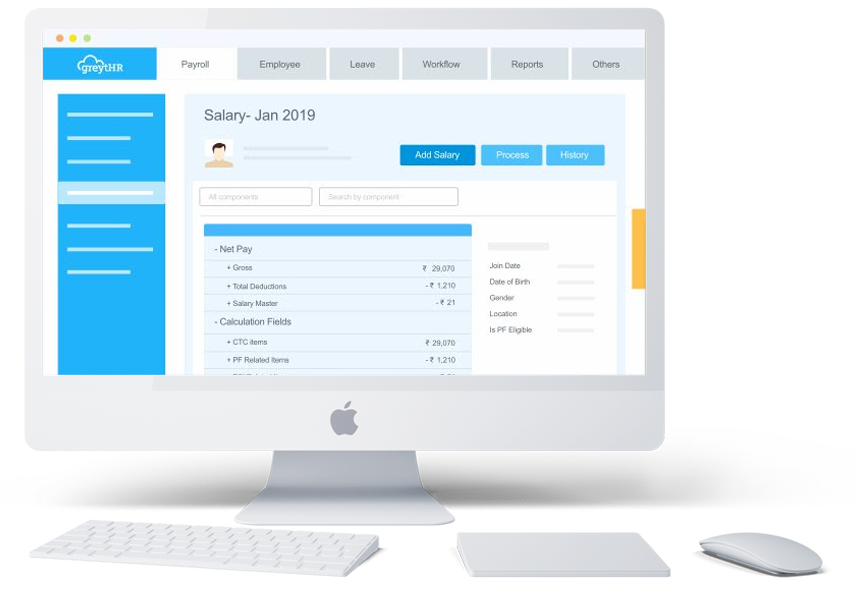 greytHR
Payroll
Employee
Leave
Workflow
Reports
Others
Salary- Jan 2019
Add Salary
Process
History
All components
Search by component
- Net Pay
+ Gross ₹ 29,070
+ Total Deductions - ₹ 1,210
+ Salary Master - ₹ 21
- Calculation Fields
+ CTC items ₹ 29,070
+ PF Related Items - ₹ 1,210
Join Date
Date of Birth
Gender
Location
Is PF Eligible